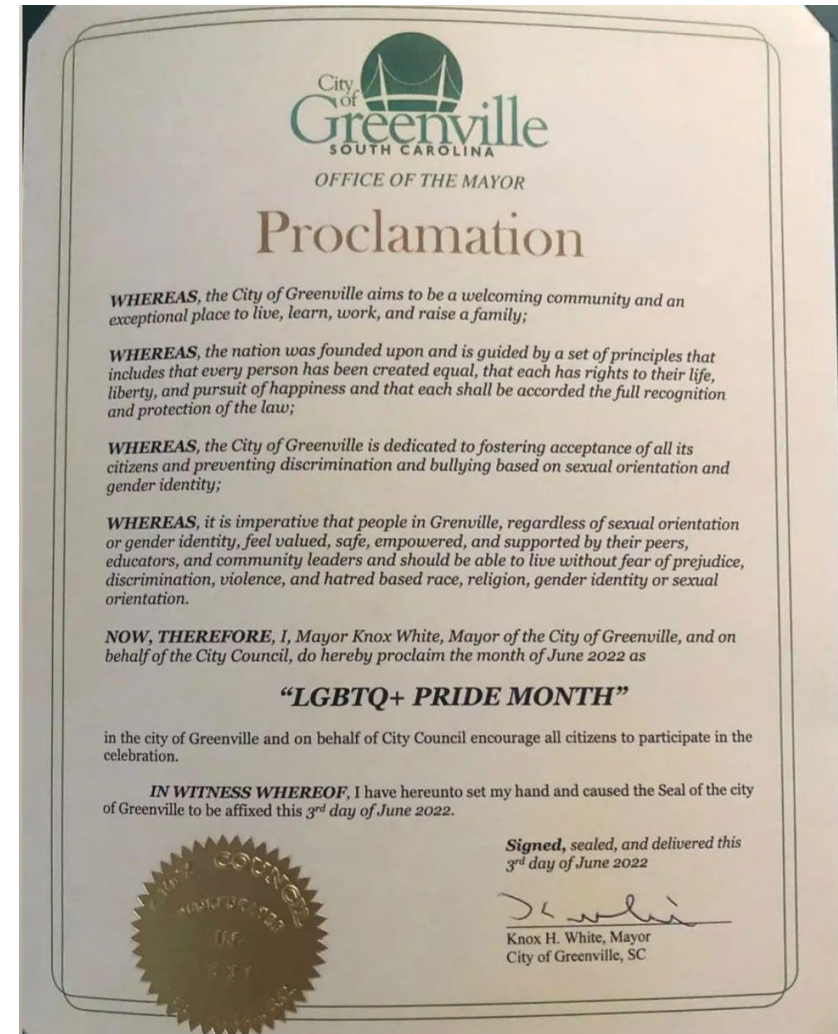 City
of
Greenville
SOUTH CAROLINA
OFFICE OF THE MAYOR
Proclamation
WHEREAS, the City of Greenville aims to be a welcoming community and an
exceptional place to live, learn, work, and raise a family;
WHEREAS, the nation was founded upon and is guided by a set of principles that
includes that every person has been created equal, that each has rights to their life,
liberty, and pursuit of happiness and that each shall be accorded the full recognition
and protection of the law;
WHEREAS, the City of Greenville is dedicated to fostering acceptance of all its
citizens and preventing discrimination and bullying based on sexual orientation and
gender identity;
WHEREAS, it is imperative that people in Grenville, regardless of sexual orientation
or gender identity, feel valued, safe, empowered, and supported by their peers,
educators, and community leaders and should be able to live without fear of prejudice,
discrimination, violence, and hatred based race, religion, gender identity or sexual
orientation.
NOW, THEREFORE, I, Mayor Knox White, Mayor of the City of Greenville, and on
behalf of the City Council, do hereby proclaim the month of June 2022 as
“LGBTQ+ PRIDE MONTH”
in the city of Greenville and on behalf of City Council encourage all citizens to participate in the
celebration.
IN WITNESS WHEREOF, I have hereunto set my hand and caused the Seal of the city
of Greenville to be affixed this 3rd day of June 2022.
Signed, sealed, and delivered this
3rd day of June 2022
Knox H. White, Mayor
City of Greenville, SC
CITY COUNCIL
IN